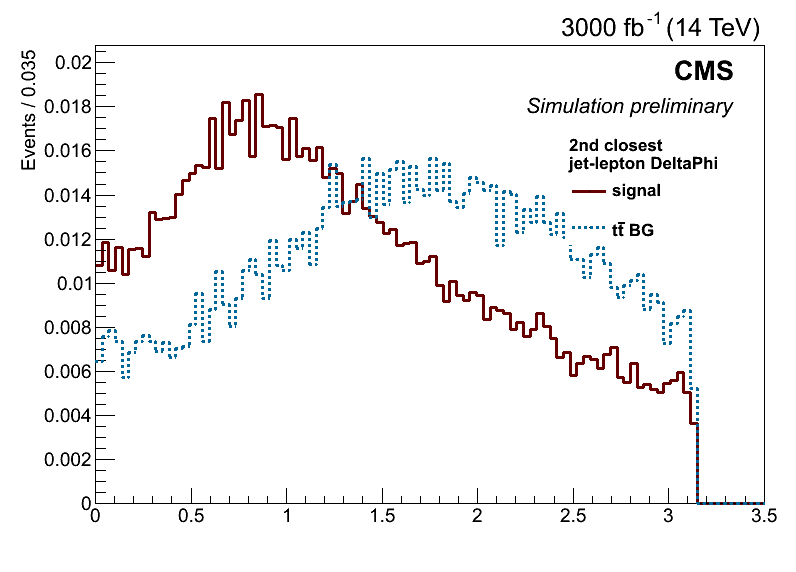 3000 fb⁻¹ (14 TeV)
Events / 0.035
CMS
Simulation preliminary
2nd closest
jet-lepton DeltaPhi
signal
tt̄ BG
0.02
0.018
0.016
0.014
0.012
0.01
0.008
0.006
0.004
0.002
0
0 0.5 1 1.5 2 2.5 3 3.5